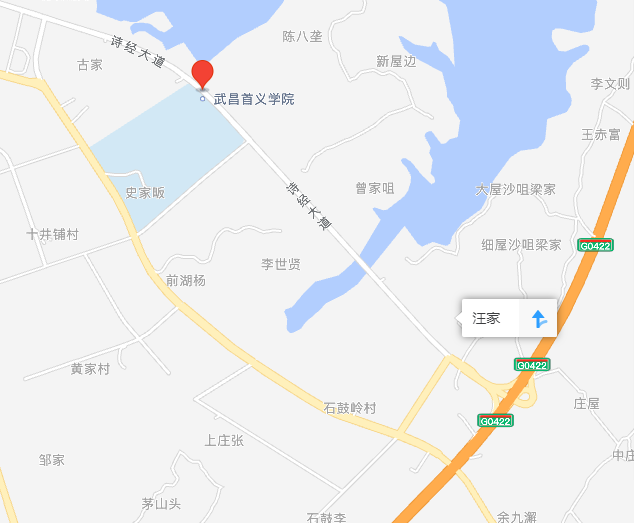 陈八垄
诗经大道
古家
新屋边
李文则
武昌首义学院
王赤富
史家畈
诗经大道
曾家咀
大屋沙咀梁家
十井铺村
细屋沙咀梁家
G0422
李世贤
前湖杨
汪家
G0422
黄家村
石鼓岭村
庄屋
G0422
上庄张
邹家
中庄
茅山头
石鼓李
余九澥